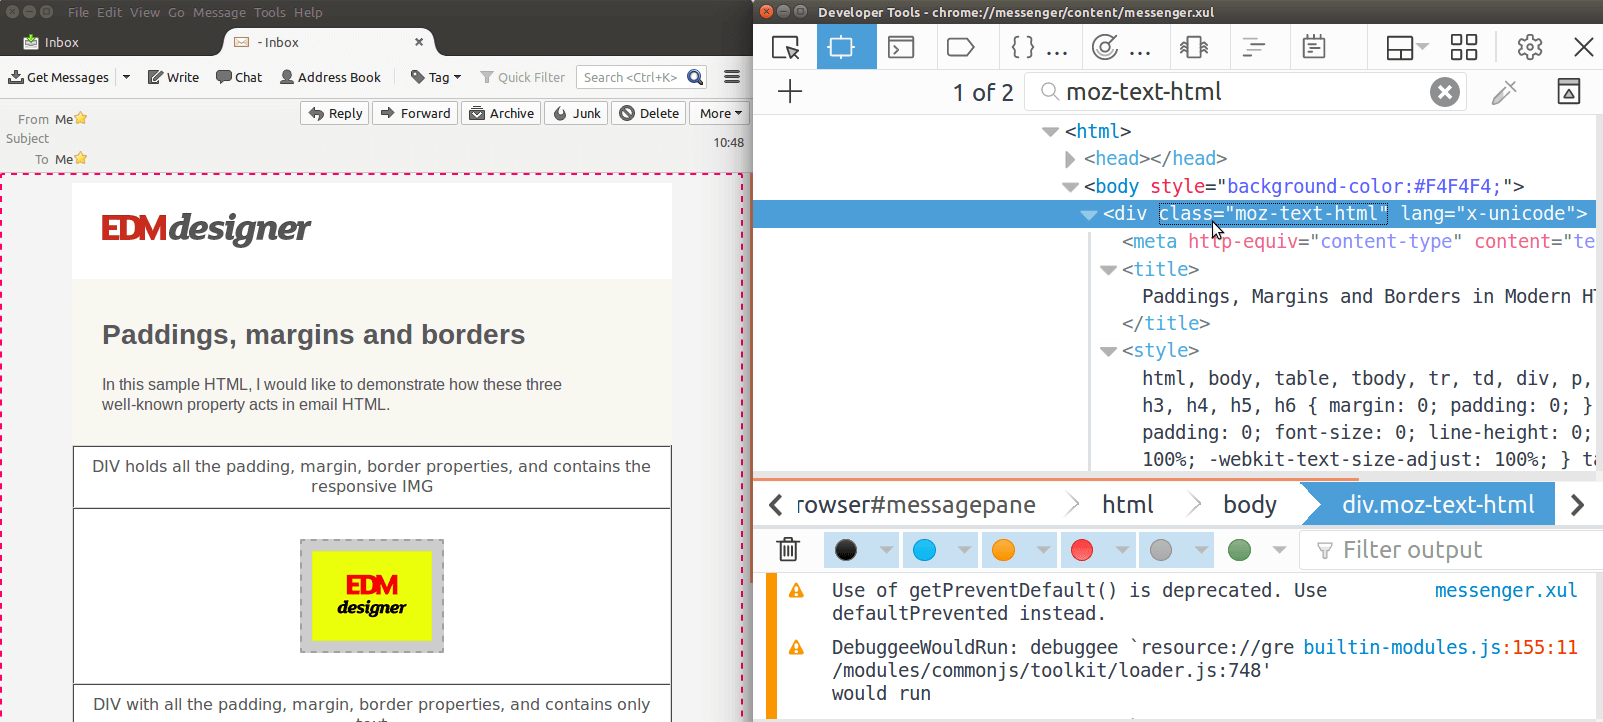 File Edit View Go Message Tools Help
Inbox
- Inbox
Get Messages Write Chat Address Book Tag Quick Filter Search <Ctrl+K>
From Me Reply Forward Archive Junk Delete More
Subject
To Me 10:48
EDMdesigner
Paddings, margins and borders
In this sample HTML, I would like to demonstrate how these three
well-known property acts in email HTML.
DIV holds all the padding, margin, border properties, and contains the
responsive IMG
EDM
designer
DIV with all the padding, margin, border properties, and contains only
Developer Tools - chrome://messenger/content/messenger.xul
{ } ... ...
1 of 2 moz-text-html
<html>
<head></head>
<body style="background-color:#F4F4F4;">
<div class="moz-text-html" lang="x-unicode">
<meta http-equiv="content-type" content="te
<title>
Paddings, Margins and Borders in Modern HT
</title>
<style>
html, body, table, tbody, tr, td, div, p,
h3, h4, h5, h6 { margin: 0; padding: 0; }
padding: 0; font-size: 0; line-height: 0;
100%; -webkit-text-size-adjust: 100%; } ta
rowser#messagepane html body div.moz-text-html
Filter output
Use of getPreventDefault() is deprecated. Use messenger.xul
defaultPrevented instead.
DebuggeeWouldRun: debuggee `resource://gre builtin-modules.js:155:11
/modules/commonjs/toolkit/loader.js:748'
would run